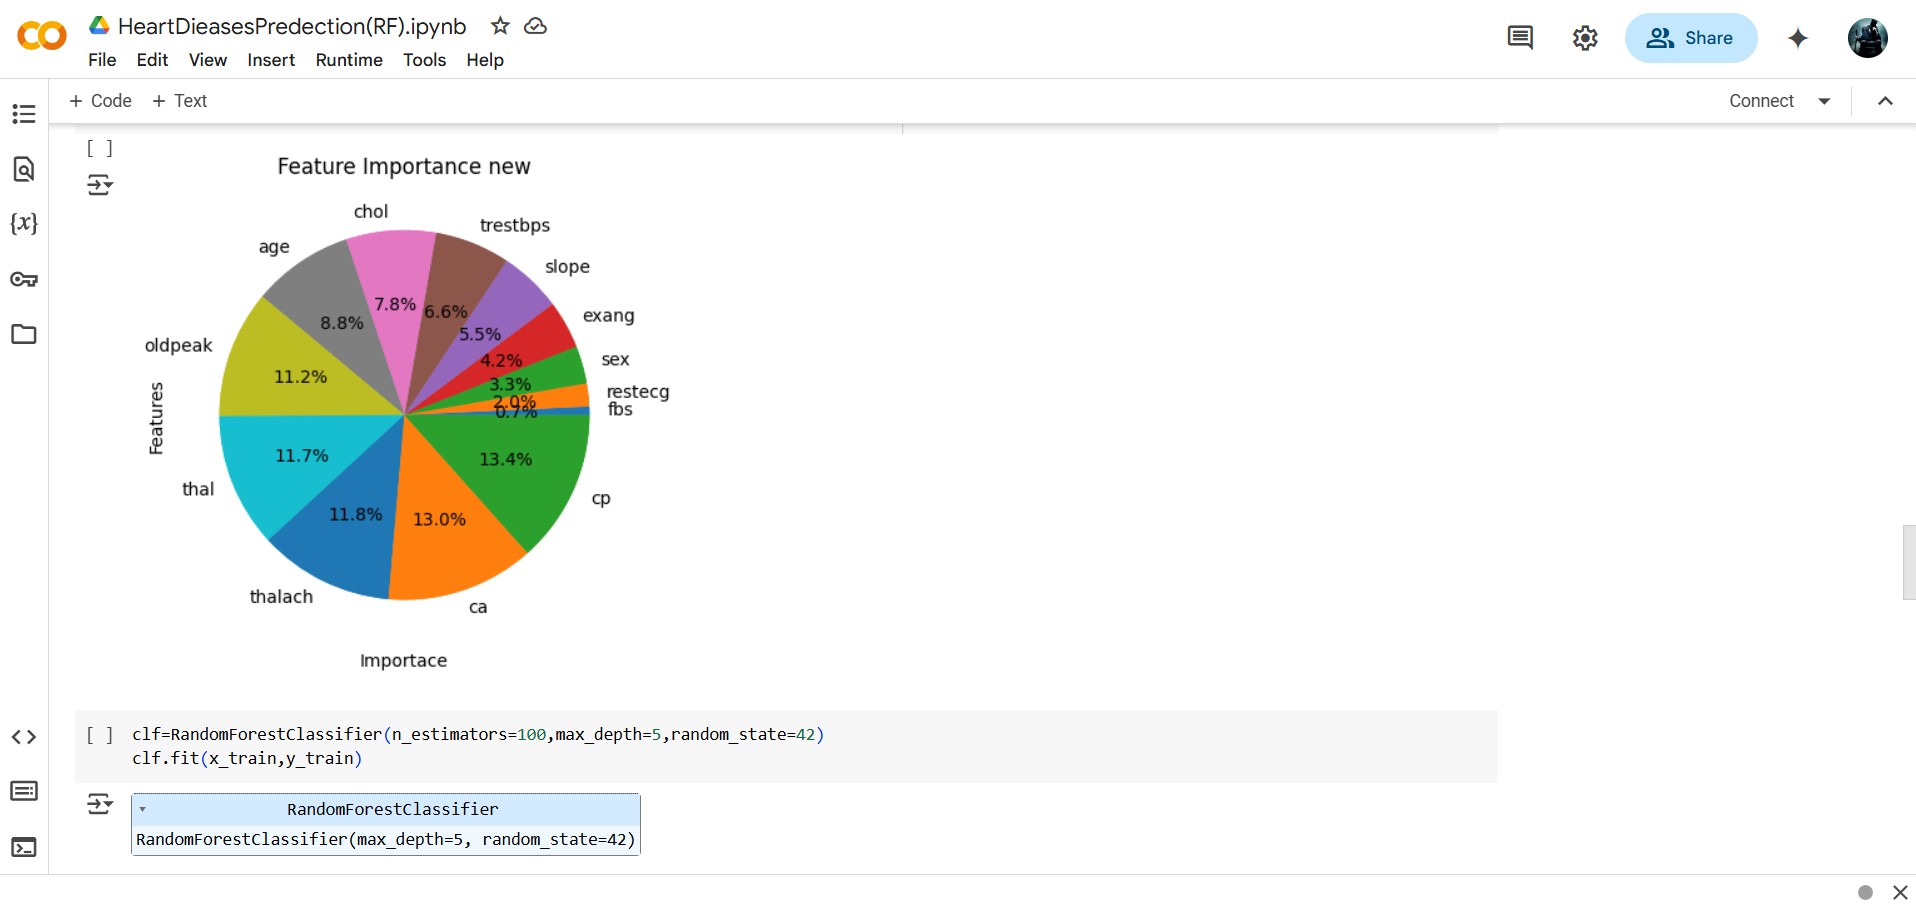 HeartDieasesPredection(RF).ipynb
File Edit View Insert Runtime Tools Help
Share
+ Code + Text
Connect
{x}
[ ]
Feature Importance new
chol
trestbps
age
slope
exang
oldpeak
sex
restecg
fbs
7.8%
6.6%
8.8%
5.5%
4.2%
11.2%
3.3%
2.0%
0.7%
Features
11.7%
13.4%
thal
cp
11.8%
13.0%
thalach
ca
Importace
[ ] clf=RandomForestClassifier(n_estimators=100,max_depth=5,random_state=42)
clf.fit(x_train,y_train)
RandomForestClassifier
RandomForestClassifier(max_depth=5, random_state=42)